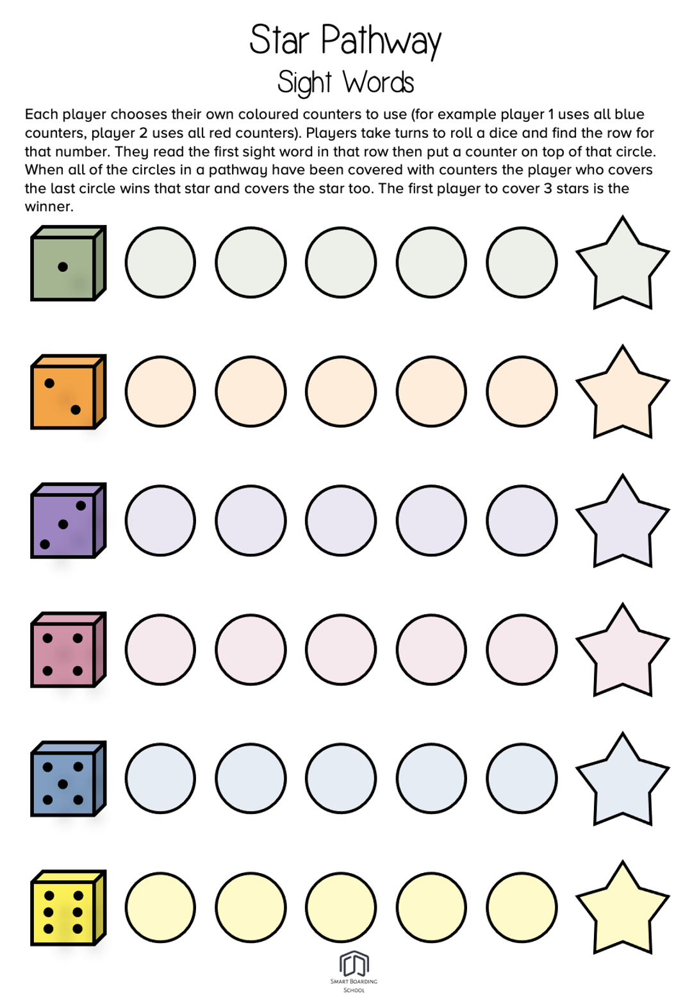 Star Pathway
Sight Words
Each player chooses their own coloured counters to use (for example player 1 uses all blue
counters, player 2 uses all red counters). Players take turns to roll a dice and find the row for
that number. They read the first sight word in that row then put a counter on top of that circle.
When all of the circles in a pathway have been covered with counters the player who covers
the last circle wins that star and covers the star too. The first player to cover 3 stars is the
winner.
Smart Boarding
School